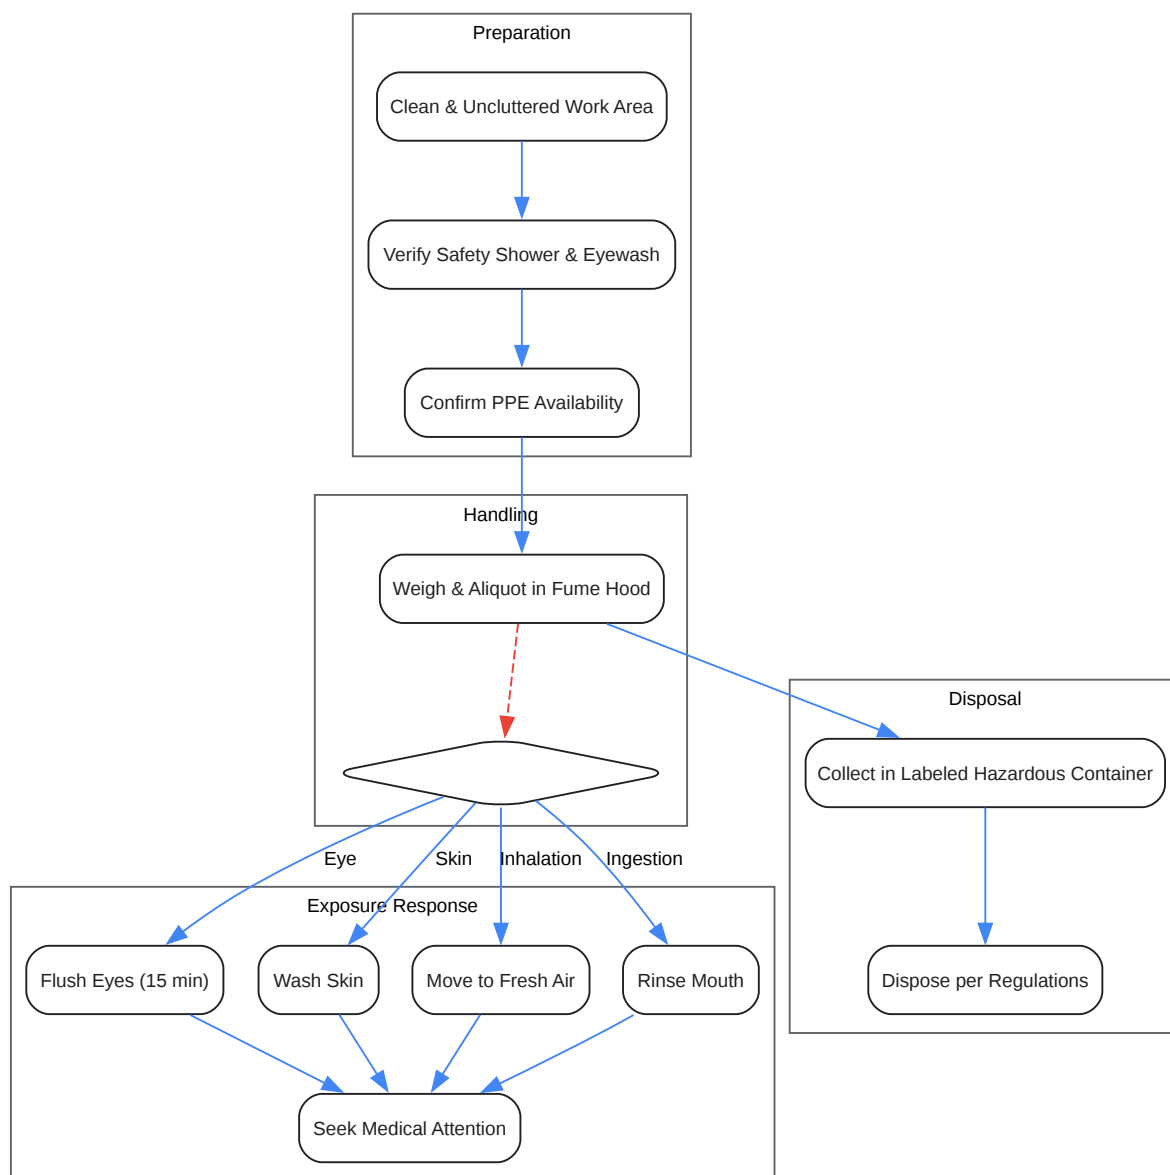 Preparation
Clean & Uncluttered Work Area
Verify Safety Shower & Eyewash
Confirm PPE Availability
Handling
Weigh & Aliquot in Fume Hood
Disposal
Collect in Labeled Hazardous Container
Dispose per Regulations
Eye
Skin
Inhalation
Ingestion
Exposure Response
Flush Eyes (15 min)
Wash Skin
Move to Fresh Air
Rinse Mouth
Seek Medical Attention